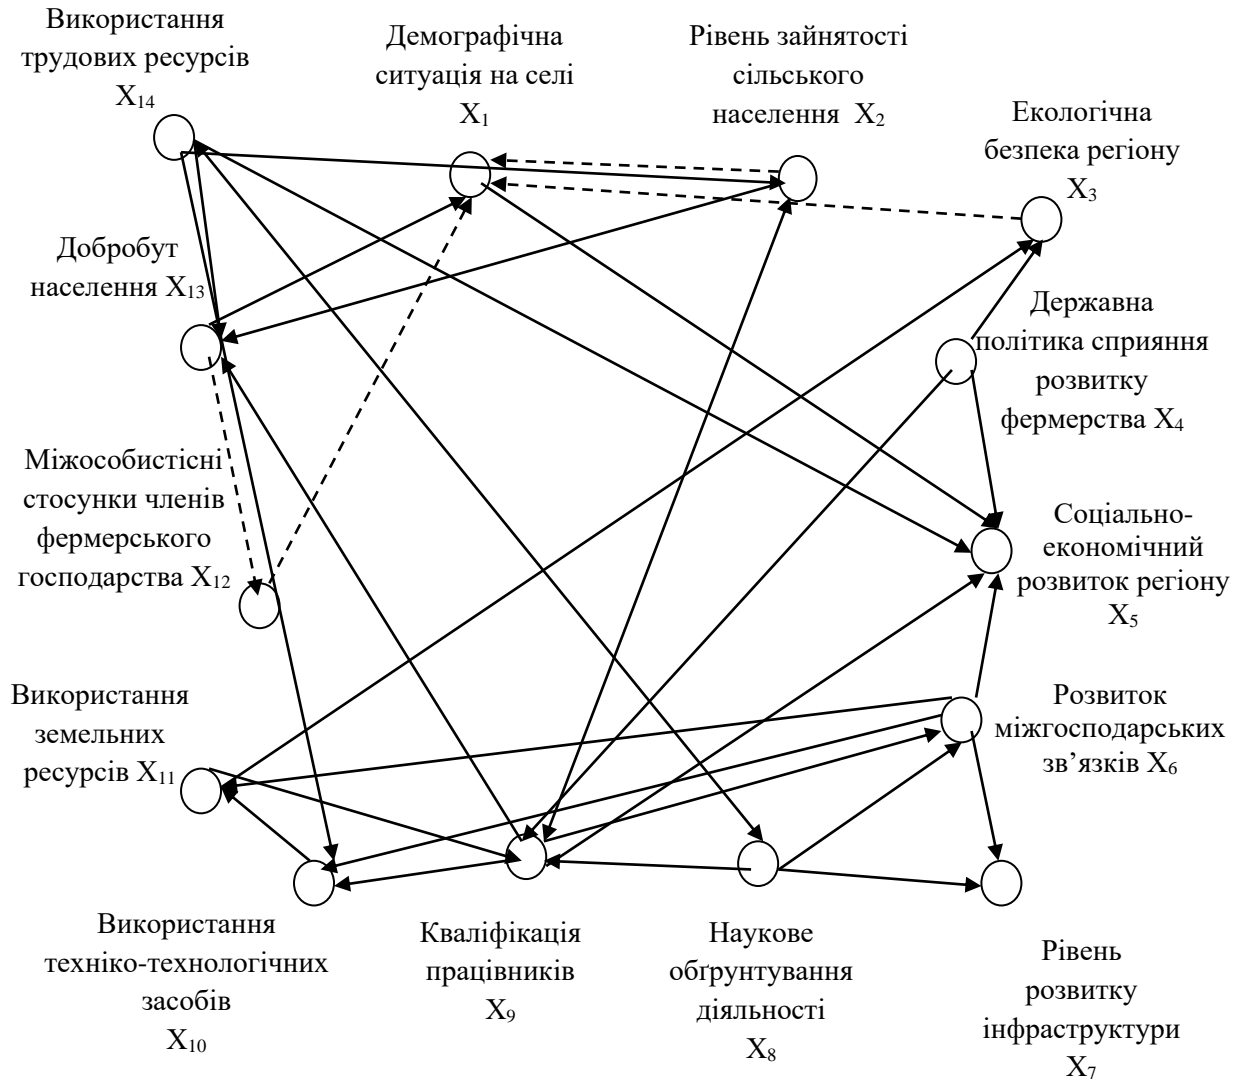 Використання
трудових ресурсів
X₁₄
Демографічна
ситуація на селі
X₁
Рівень зайнятості
сільського
населення X₂
Екологічна
безпека регіону
X₃
Добробут
населення X₁₃
Державна
політика сприяння
розвитку
фермерства X₄
Міжособистісні
стосунки членів
фермерського
господарства X₁₂
Соціально-
економічний
розвиток регіону
X₅
Використання
земельних
ресурсів X₁₁
Розвиток
міжгосподарських
зв’язків X₆
Використання
техніко-технологічних
засобів
X₁₀
Кваліфікація
працівників
X₉
Наукове
обґрунтування
діяльності
X₈
Рівень
розвитку
інфраструктури
X₇